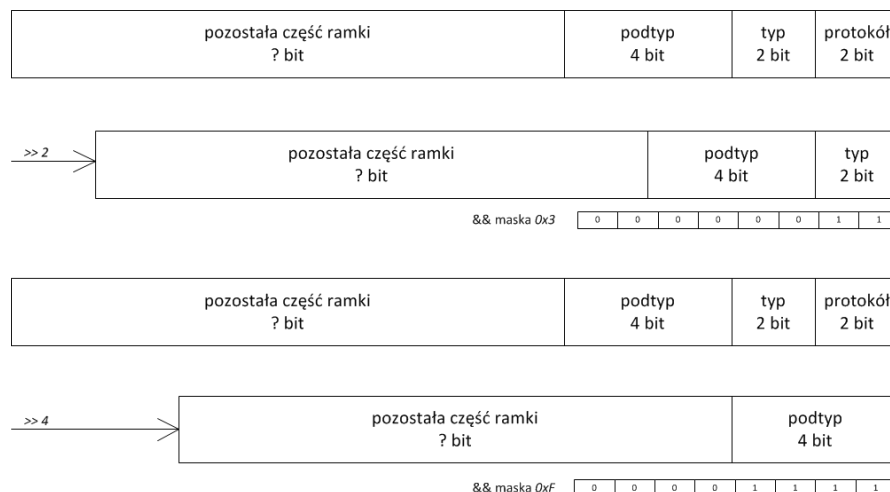 pozostała część ramki podtyp typ protokół
? bit 4 bit 2 bit 2 bit
>> 2 pozostała część ramki podtyp typ
? bit 4 bit 2 bit
&& maska 0x3 0 0 0 0 0 0 1 1
pozostała część ramki podtyp typ protokół
? bit 4 bit 2 bit 2 bit
>> 4 pozostała część ramki podtyp
? bit 4 bit
&& maska 0xF 0 0 0 0 1 1 1 1